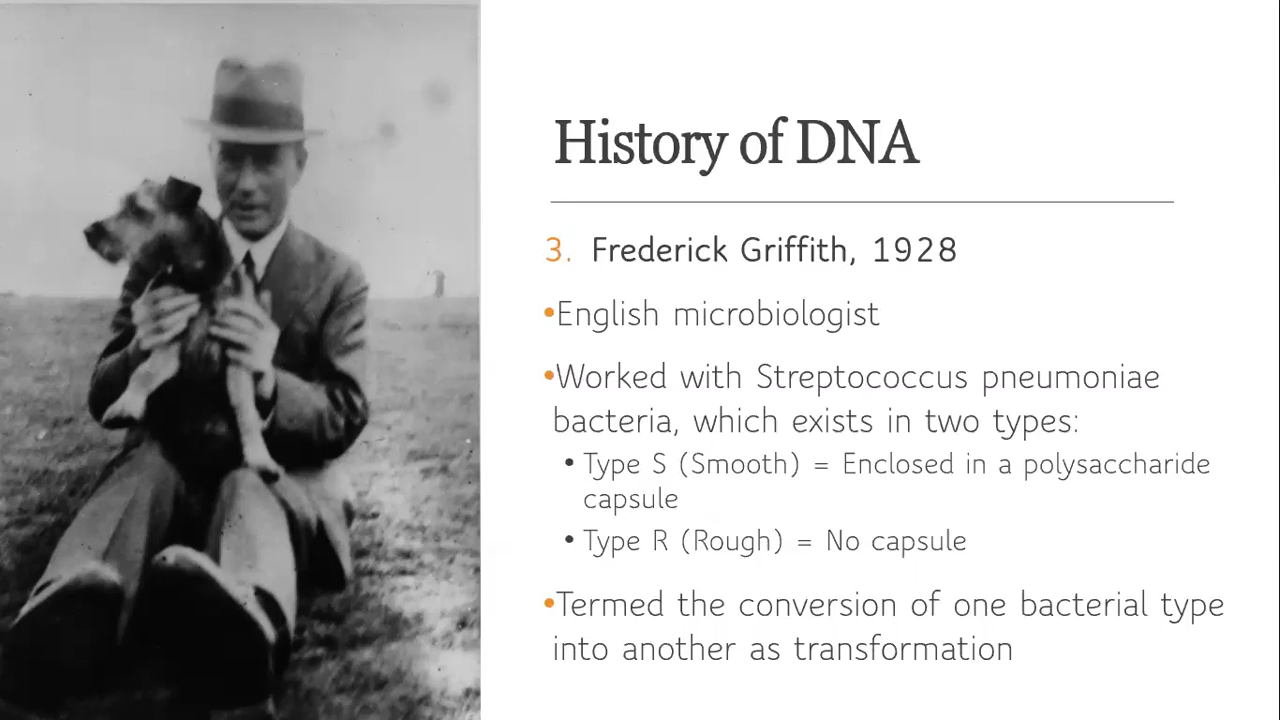 History of DNA
3. Frederick Griffith, 1928
•English microbiologist
•Worked with Streptococcus pneumoniae
bacteria, which exists in two types:
• Type S (Smooth) = Enclosed in a polysaccharide
capsule
• Type R (Rough) = No capsule
•Termed the conversion of one bacterial type
into another as transformation